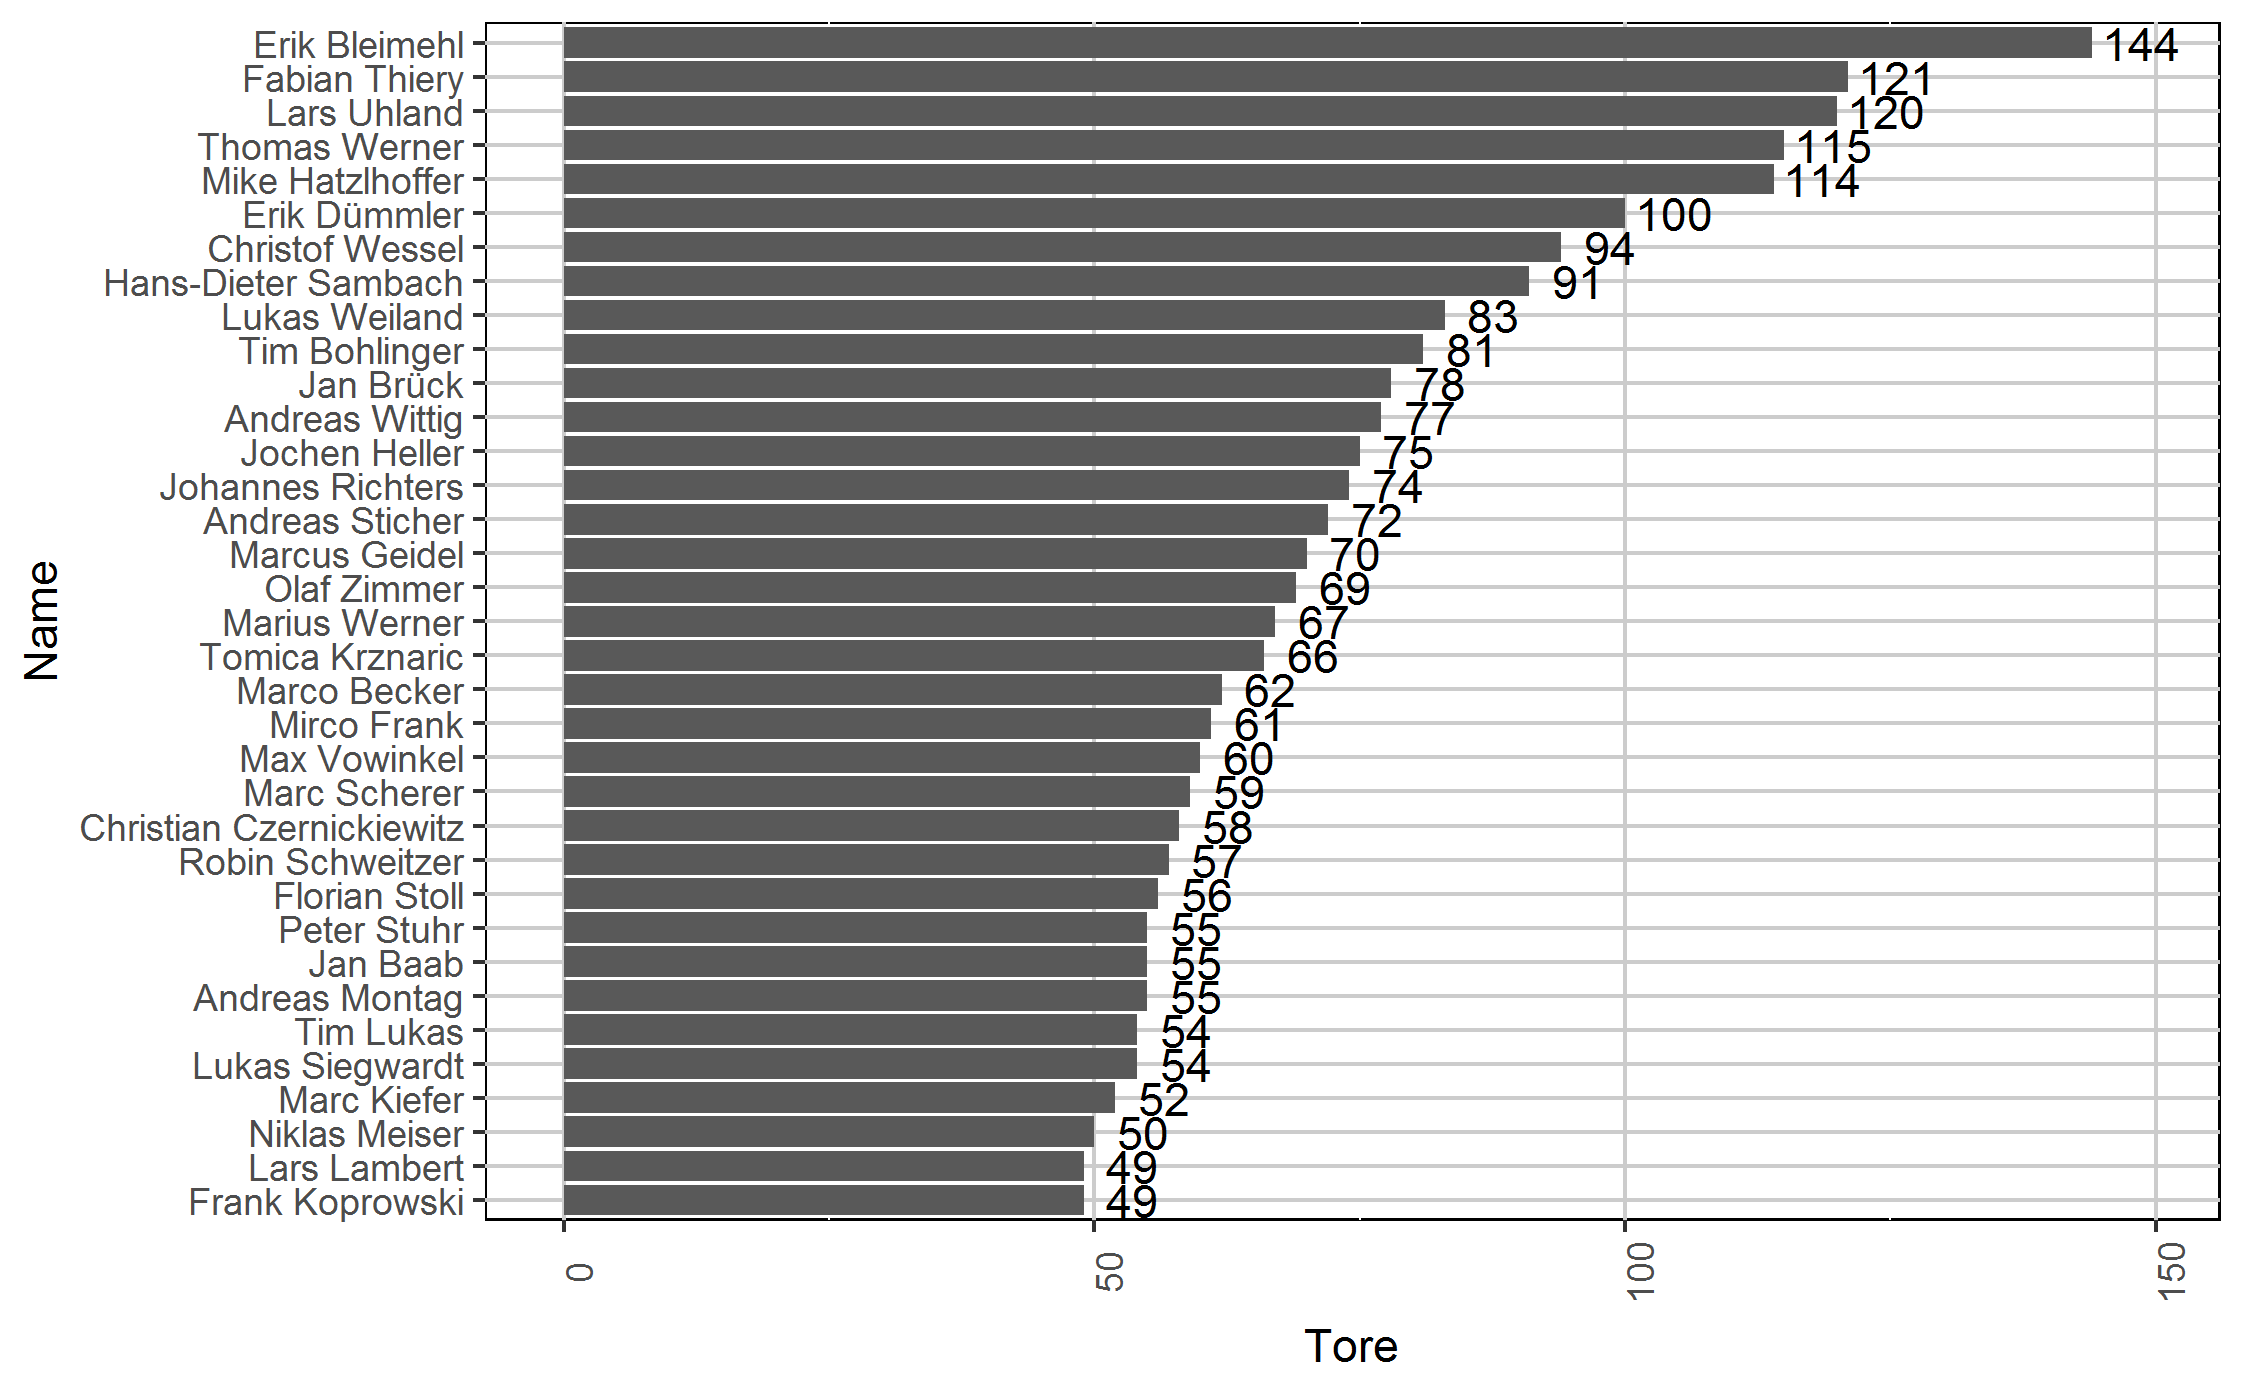 Erik Bleimehl 144
Fabian Thiery 121
Lars Uhland 120
Thomas Werner 115
Mike Hatzlhoffer 114
Erik Dümmler 100
Christof Wessel 94
Hans-Dieter Sambach 91
Lukas Weiland 83
Tim Bohlinger 81
Jan Brück 78
Andreas Wittig 77
Jochen Heller 75
Johannes Richters 74
Andreas Sticher 72
Marcus Geidel 70
Olaf Zimmer 69
Marius Werner 67
Tomica Krznaric 66
Marco Becker 62
Mirco Frank 61
Max Vowinkel 60
Marc Scherer 59
Christian Czernickiewitz 58
Robin Schweitzer 57
Florian Stoll 56
Peter Stuhr 55
Jan Baab 55
Andreas Montag 55
Tim Lukas 54
Lukas Siegwardt 54
Marc Kiefer 52
Niklas Meiser 50
Lars Lambert 49
Frank Koprowski 49
Name
0 50 100 150
Tore